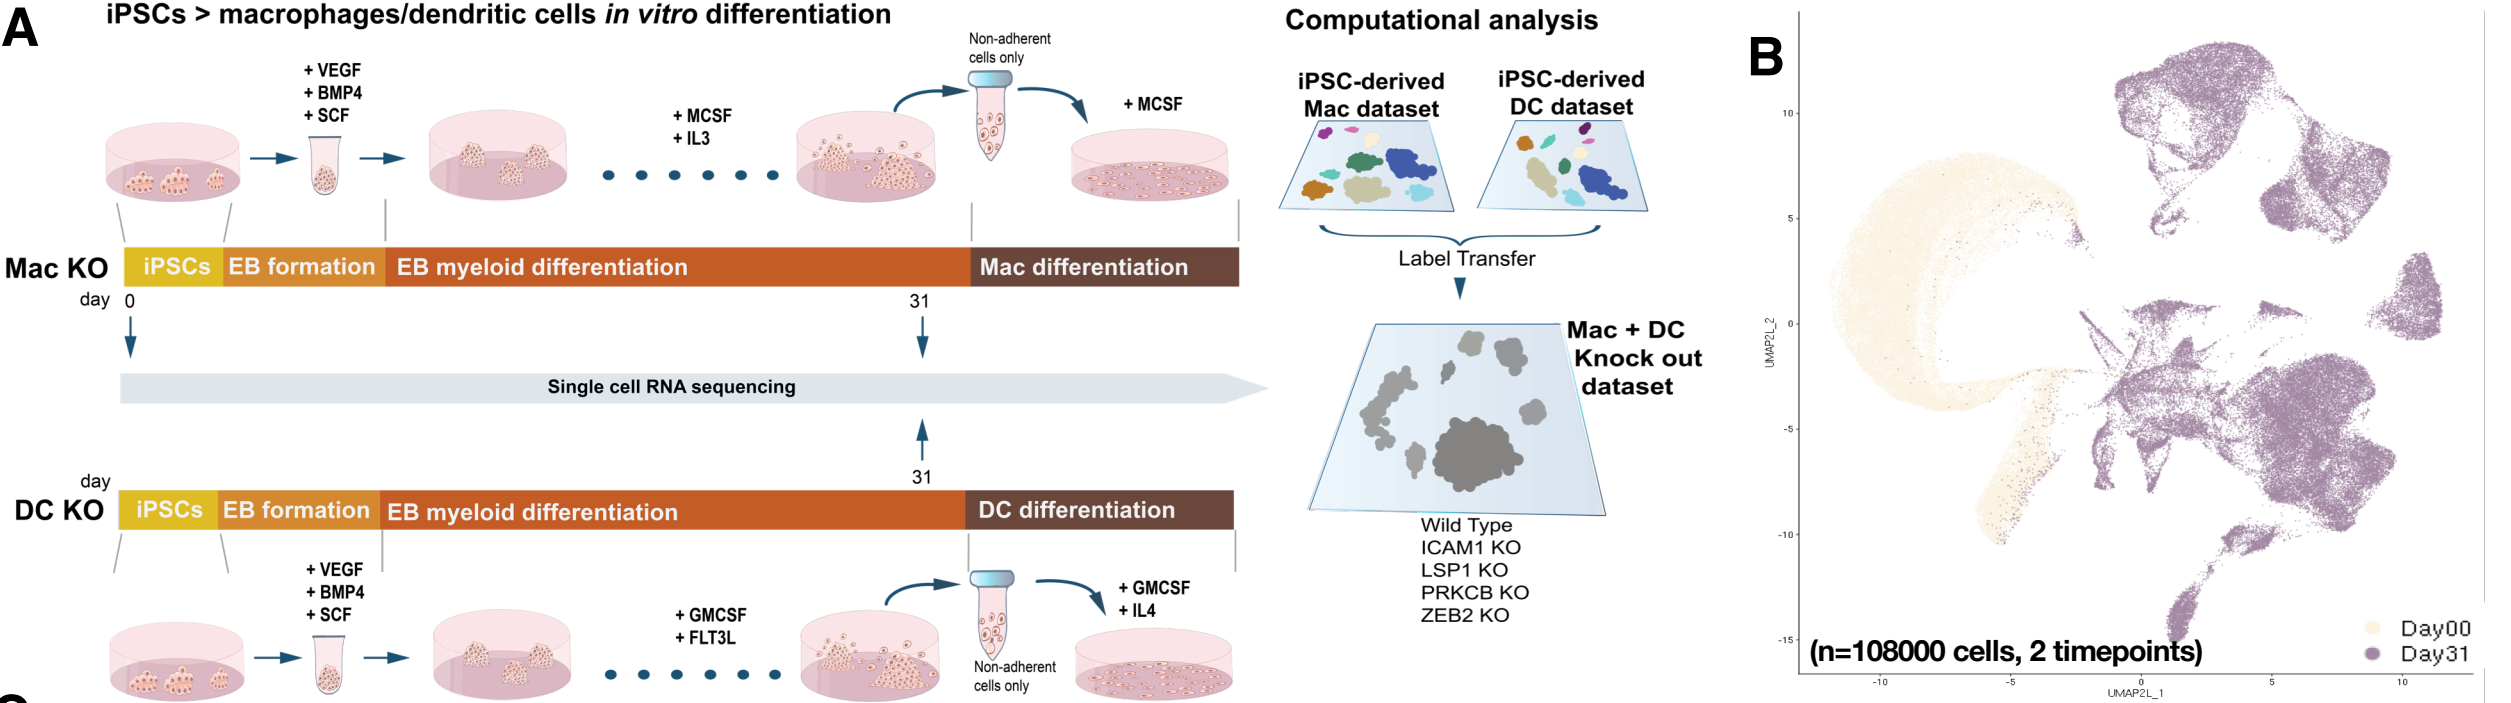 A
iPSCs > macrophages/dendritic cells in vitro differentiation
+ VEGF
+ BMP4
+ SCF
+ MCSF
+ IL3
Non-adherent
cells only
+ MCSF
Mac KO
iPSCs
EB formation
EB myeloid differentiation
Mac differentiation
day
0
31
Single cell RNA sequencing
day
31
DC KO
iPSCs
EB formation
EB myeloid differentiation
DC differentiation
+ VEGF
+ BMP4
+ SCF
+ GMCSF
+ FLT3L
Non-adherent
cells only
+ GMCSF
+ IL4
Computational analysis
iPSC-derived
Mac dataset
iPSC-derived
DC dataset
Label Transfer
Mac + DC
Knock out
dataset
Wild Type
ICAM1 KO
LSP1 KO
PRKCB KO
ZEB2 KO
B
10
5
0
-5
-10
-15
UMAP2L_2
(n=108000 cells, 2 timepoints)
Day00
Day31
-10
-5
0
5
10
UMAP2L_1